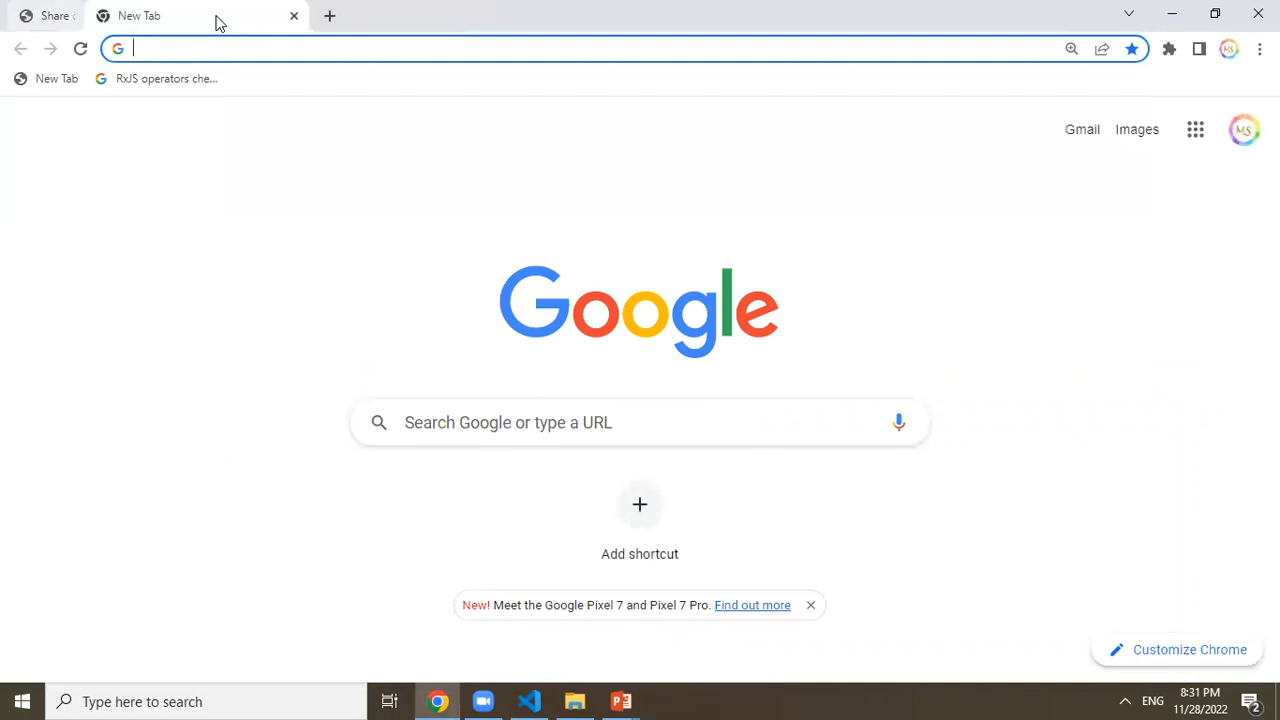 Share
New Tab
New Tab
RxJS operators che...
Gmail
Images
MS
Google
Search Google or type a URL
Add shortcut
New! Meet the Google Pixel 7 and Pixel 7 Pro. Find out more
Customize Chrome
Type here to search
ENG
8:31 PM
11/28/2022
2